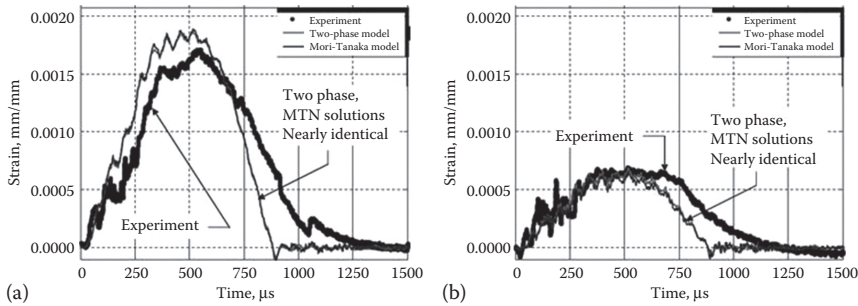 0.0020
0.0015
0.0010
0.0005
0.0000
Strain, mm/mm
Experiment
Two-phase model
Mori-Tanaka model
Two phase,
MTN solutions
Nearly identical
Experiment
0 250 500 750 1000 1250 1500
Time, μs
(a)
0.0020
0.0015
0.0010
0.0005
0.0000
Strain, mm/mm
Experiment
Two-phase model
Mori-Tanaka model
Experiment
Two phase,
MTN solutions
Nearly identical
0 250 500 750 1000 1250 1500
Time, μs
(b)